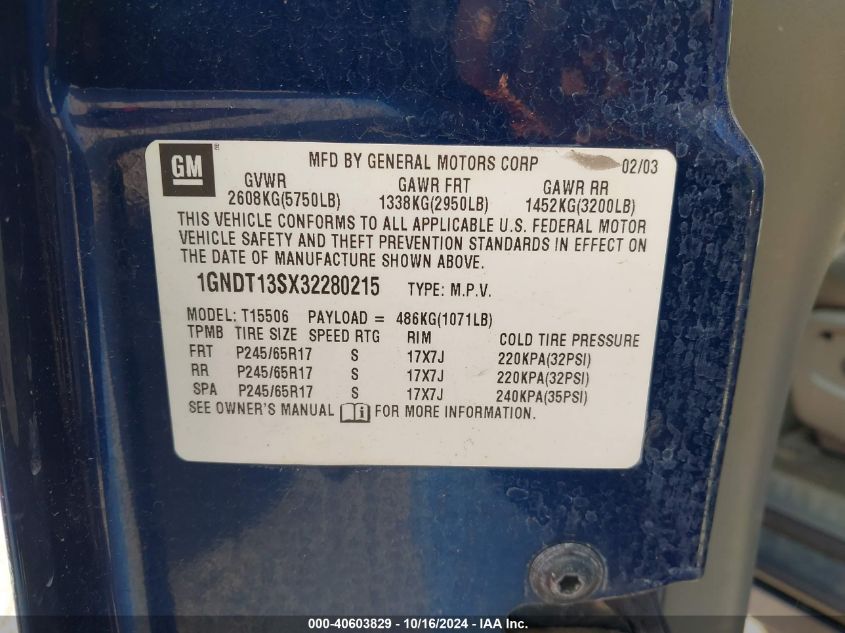 GM
MFD BY GENERAL MOTORS CORP 02/03
GVWR GAWR FRT GAWR RR
2608KG(5750LB) 1338KG(2950LB) 1452KG(3200LB)
THIS VEHICLE CONFORMS TO ALL APPLICABLE U.S. FEDERAL MOTOR
VEHICLE SAFETY AND THEFT PREVENTION STANDARDS IN EFFECT ON
THE DATE OF MANUFACTURE SHOWN ABOVE.
1GNDT13SX32280215 TYPE: M.P.V.
MODEL: T15506 PAYLOAD = 486KG(1071LB)
TPMB TIRE SIZE SPEED RTG RIM COLD TIRE PRESSURE
FRT P245/65R17 S 17X7J 220KPA(32PSI)
RR P245/65R17 S 17X7J 220KPA(32PSI)
SPA P245/65R17 S 17X7J 240KPA(35PSI)
SEE OWNER'S MANUAL FOR MORE INFORMATION.
000-40603829 - 10/16/2024 - IAA Inc.